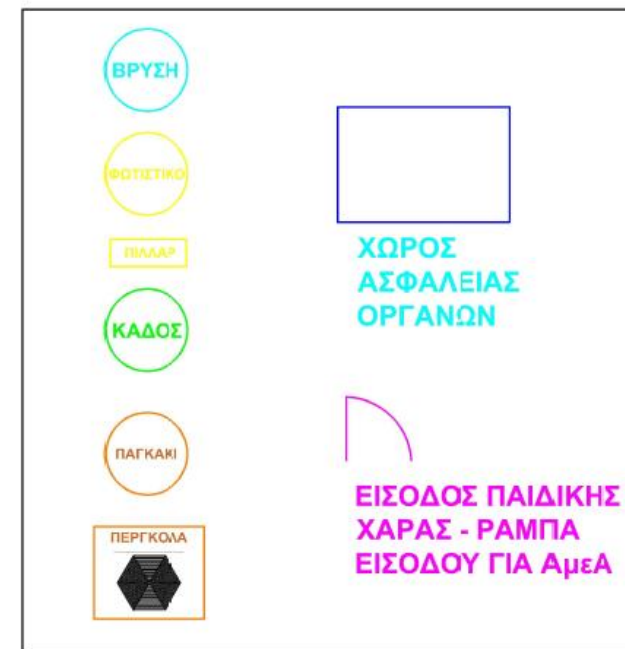 ΒΡΥΣΗ
ΦΩΤΙΣΤΙΚΟ
ΠΙΛΛΑΡ
ΚΑΔΟΣ
ΠΑΓΚΑΚΙ
ΠΕΡΓΚΟΛΑ
ΧΩΡΟΣ
ΑΣΦΑΛΕΙΑΣ
ΟΡΓΑΝΩΝ
ΕΙΣΟΔΟΣ ΠΑΙΔΙΚΗΣ
ΧΑΡΑΣ - ΡΑΜΠΑ
ΕΙΣΟΔΟΥ ΓΙΑ ΑμεΑ